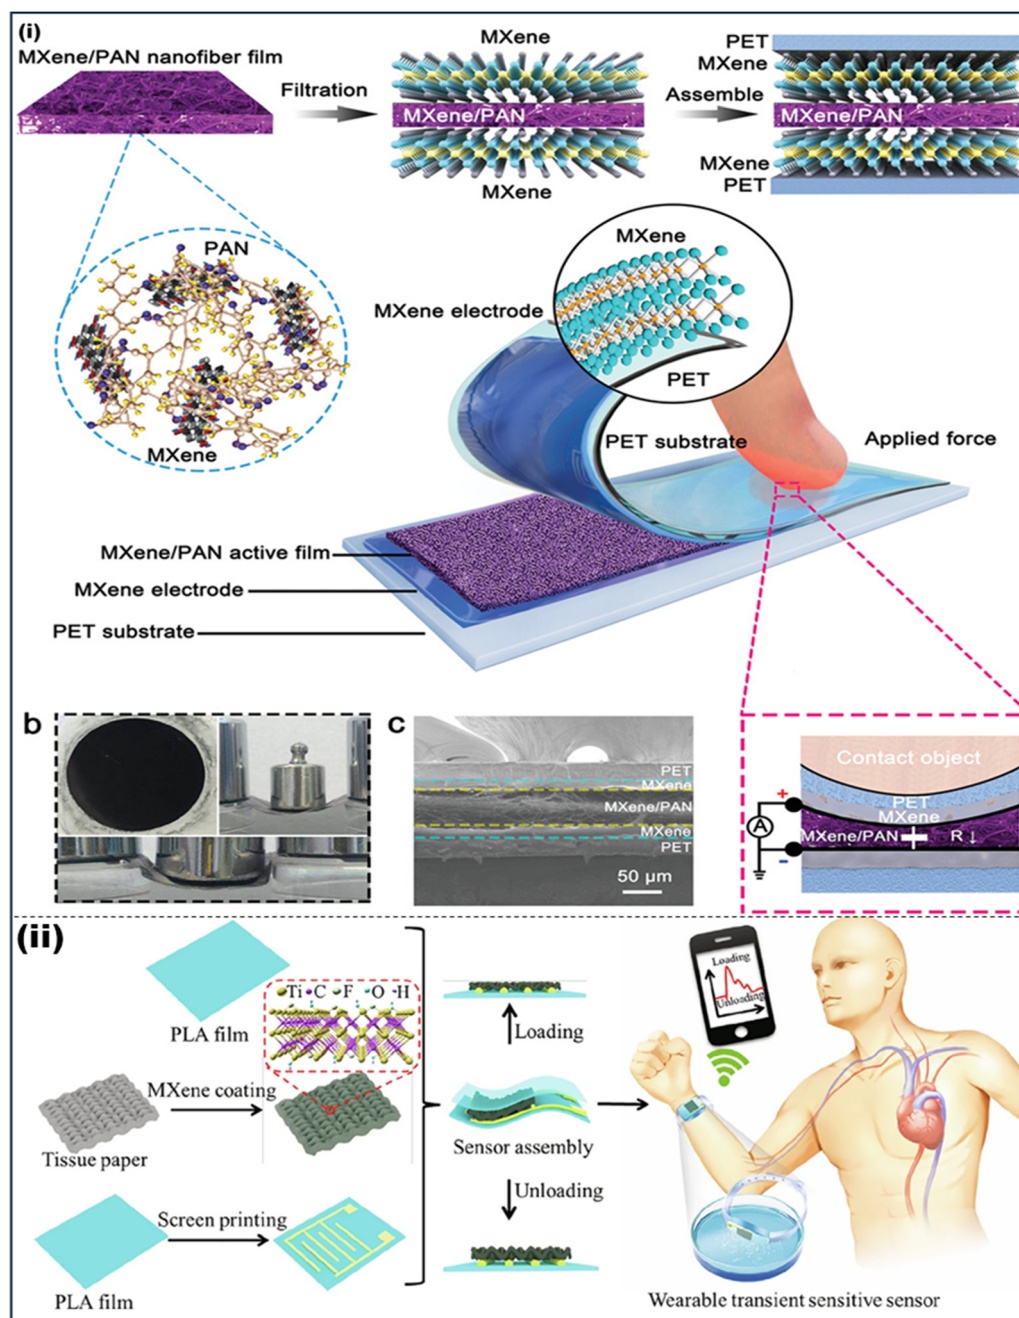 (i)
MXene/PAN nanofiber film
Filtration
MXene
MXene/PAN
MXene
Assemble
PET
MXene
MXene/PAN
MXene
PET
PAN
MXene
MXene
PET
MXene electrode
PET substrate
Applied force
MXene/PAN active film
MXene electrode
PET substrate
b
c
PET
MXene
MXene/PAN
MXene
PET
50 μm
Contact object
PET
MXene
MXene/PAN
R ↓
+
A
-
(ii)
PLA film
Ti C F O H
MXene coating
Tissue paper
Screen printing
PLA film
Loading
Sensor assembly
Unloading
Loading
Unloading
Wearable transient sensitive sensor